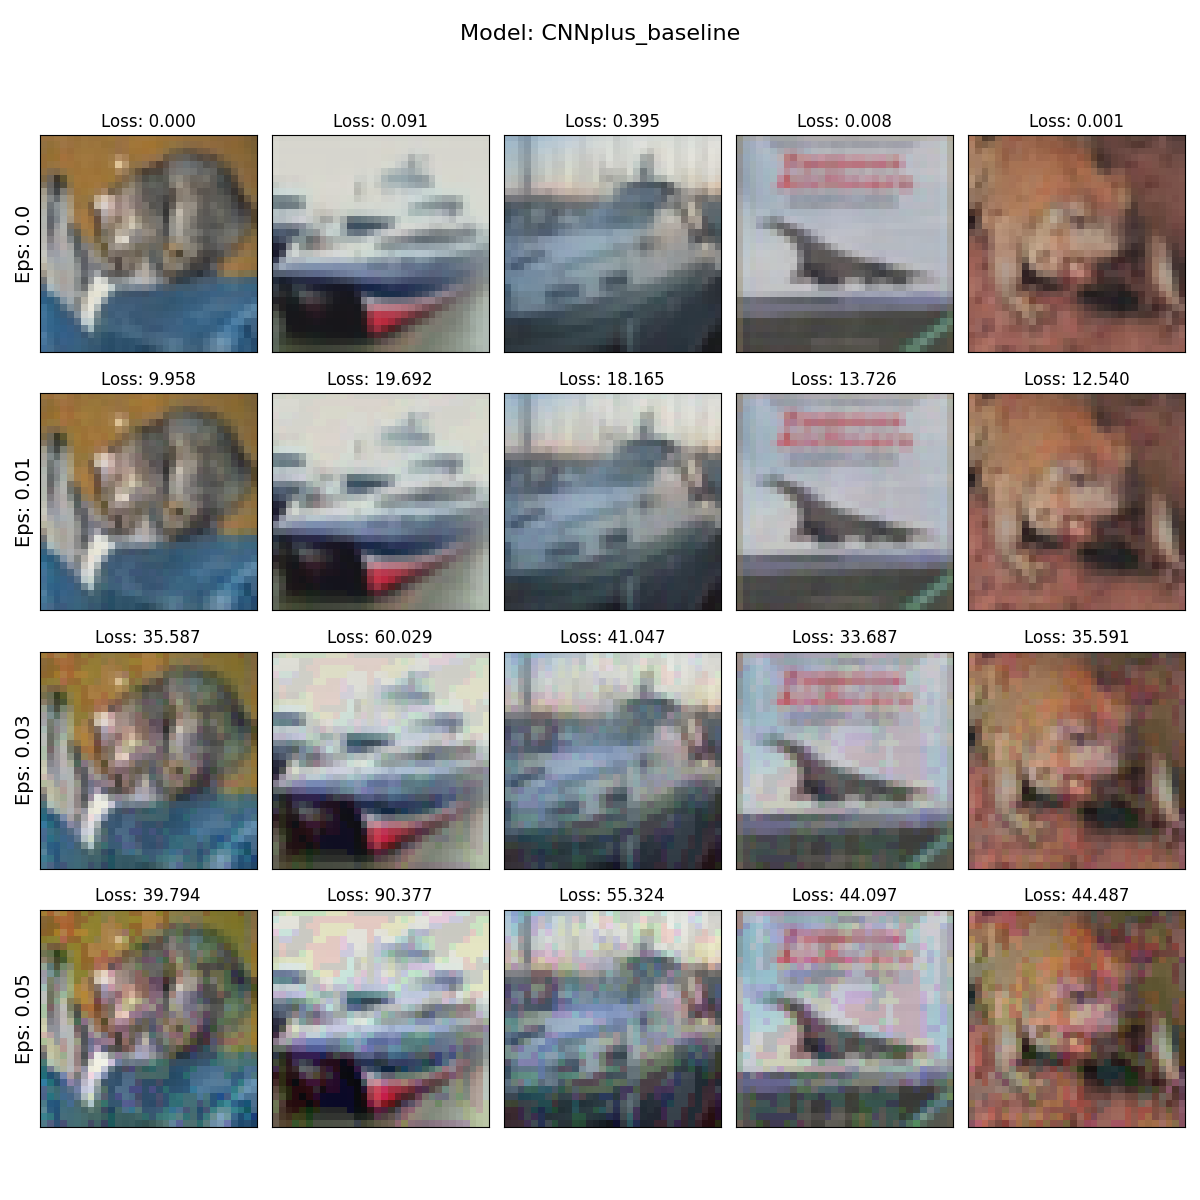 Model: CNNplus_baseline
Loss: 0.000 Loss: 0.091 Loss: 0.395 Loss: 0.008 Loss: 0.001
Eps: 0.0
Loss: 9.958 Loss: 19.692 Loss: 18.165 Loss: 13.726 Loss: 12.540
Eps: 0.01
Loss: 35.587 Loss: 60.029 Loss: 41.047 Loss: 33.687 Loss: 35.591
Eps: 0.03
Loss: 39.794 Loss: 90.377 Loss: 55.324 Loss: 44.097 Loss: 44.487
Eps: 0.05